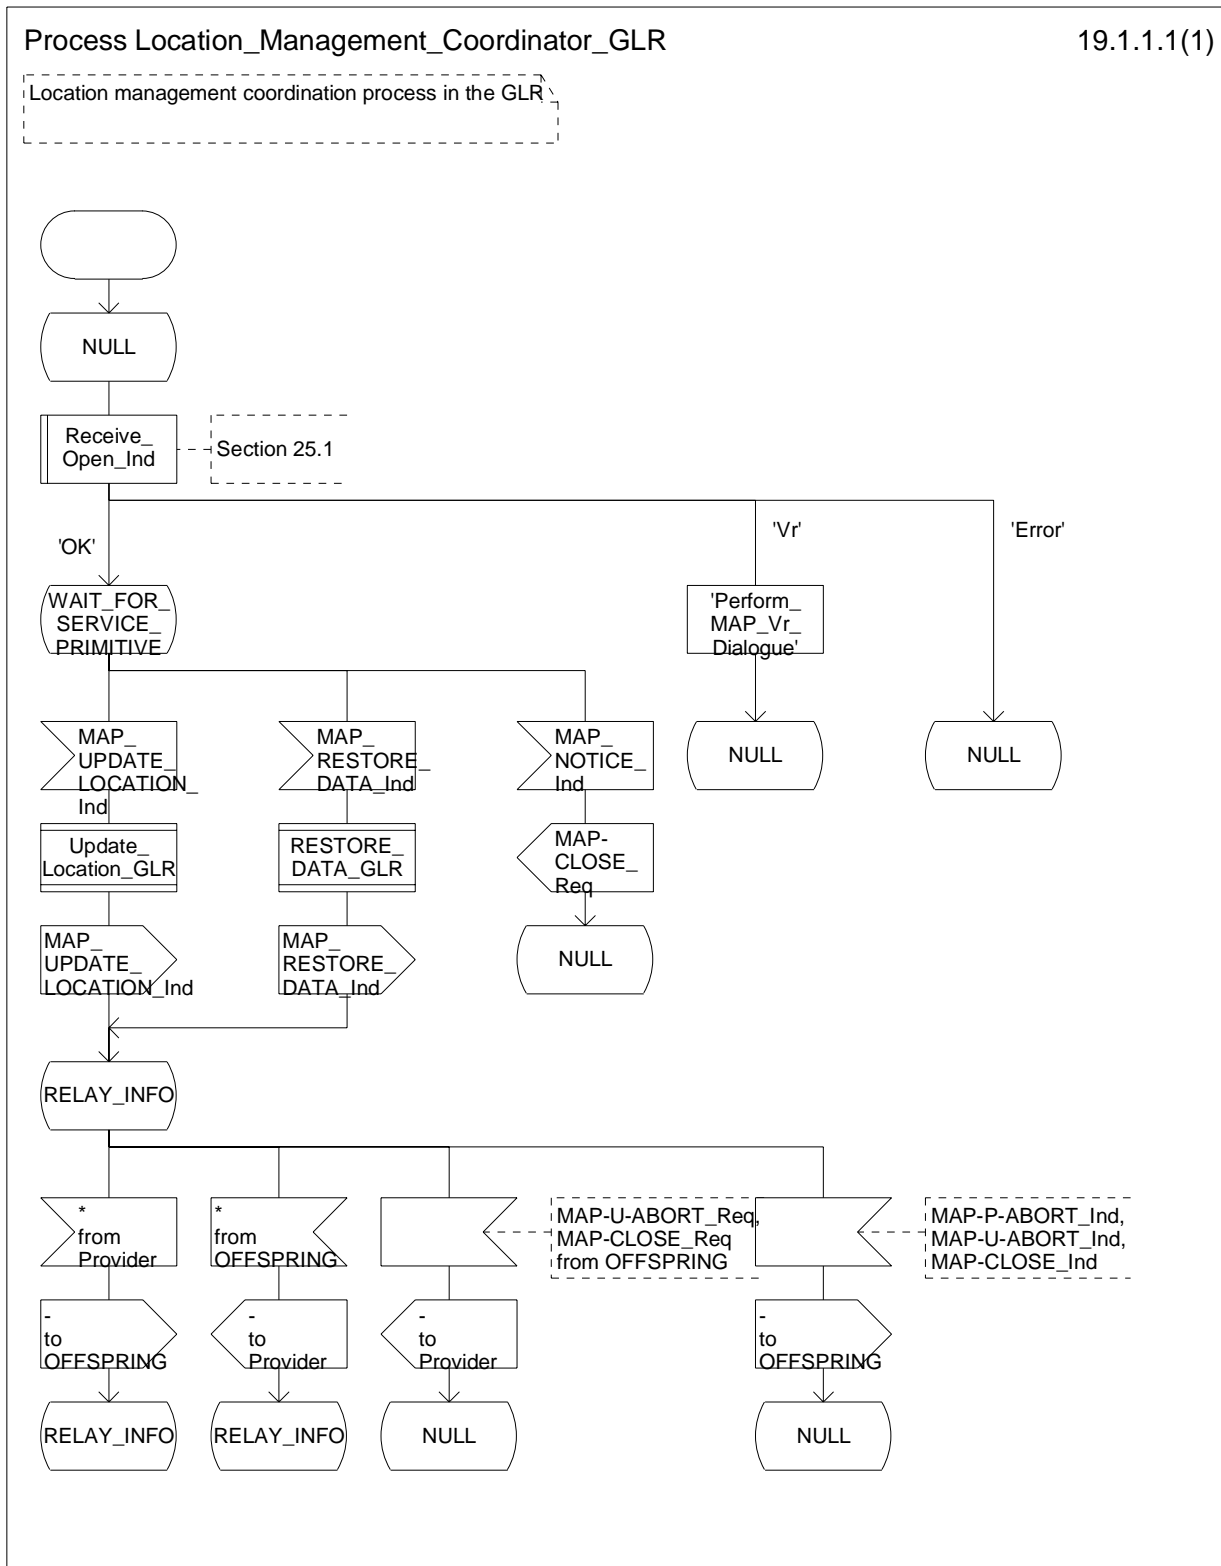 Process Location_Management_Coordinator_GLR
19.1.1.1(1)
Location management coordination process in the GLR
NULL
Receive_
Open_Ind
Section 25.1
'OK'
'Vr'
'Error'
WAIT_FOR_
SERVICE_
PRIMITIVE
'Perform_
MAP_Vr_
Dialogue'
MAP_
UPDATE_
LOCATION_
Ind
MAP_
RESTORE_
DATA_Ind
MAP_
NOTICE_
Ind
NULL
NULL
Update_
Location_GLR
RESTORE_
DATA_GLR
MAP-
CLOSE_
Req
MAP_
UPDATE_
LOCATION_Ind
MAP_
RESTORE_
DATA_Ind
NULL
RELAY_INFO
*
from
Provider
*
from
OFFSPRING
MAP-U-ABORT_Req,
MAP-CLOSE_Req
from OFFSPRING
MAP-P-ABORT_Ind,
MAP-U-ABORT_Ind,
MAP-CLOSE_Ind
-
to
OFFSPRING
-
to
Provider
-
to
Provider
-
to
OFFSPRING
RELAY_INFO
RELAY_INFO
NULL
NULL